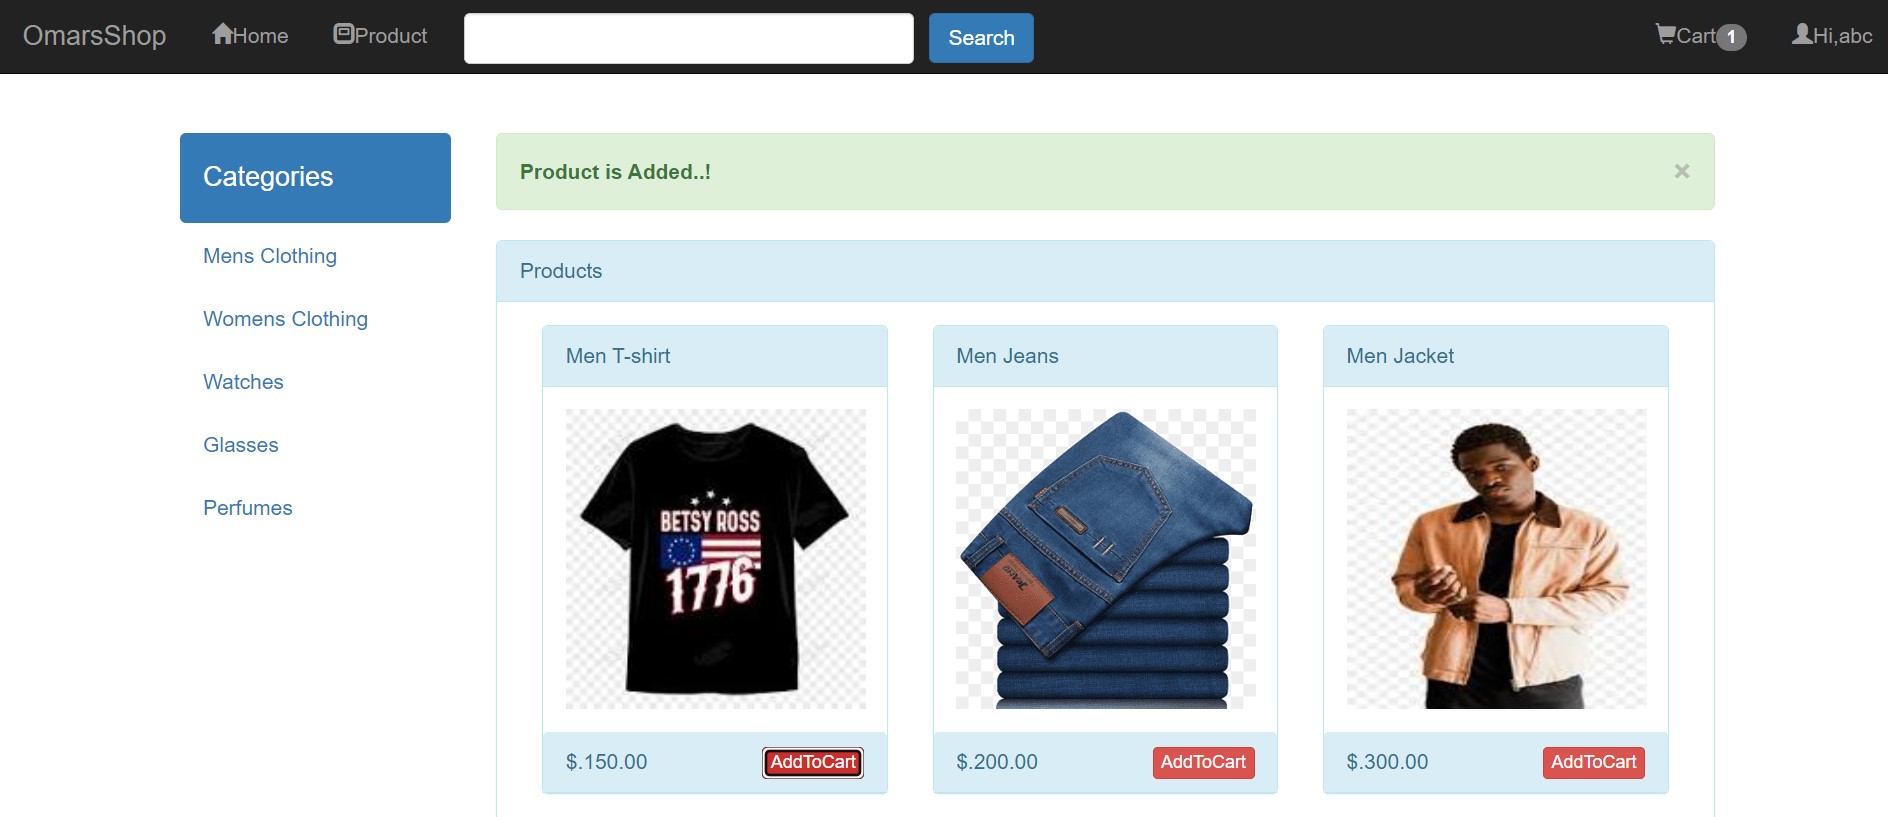 OmarsShop Home Product Search Cart 1 Hi,abc
Categories
Mens Clothing
Womens Clothing
Watches
Glasses
Perfumes
Product is Added..! ×
Products
Men T-shirt
BETSY ROSS
1776
$.150.00 AddToCart
Men Jeans
$.200.00 AddToCart
Men Jacket
$.300.00 AddToCart